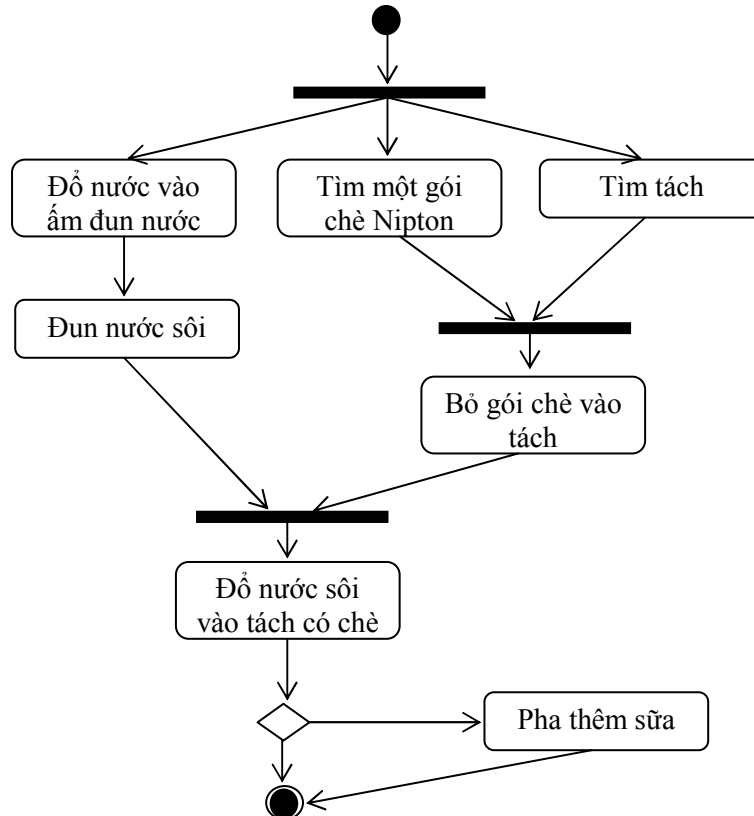 Đổ nước vào
ấm đun nước
Tìm một gói
chè Nipton
Tìm tách
Đun nước sôi
Bỏ gói chè vào
tách
Đổ nước sôi
vào tách có chè
Pha thêm sữa